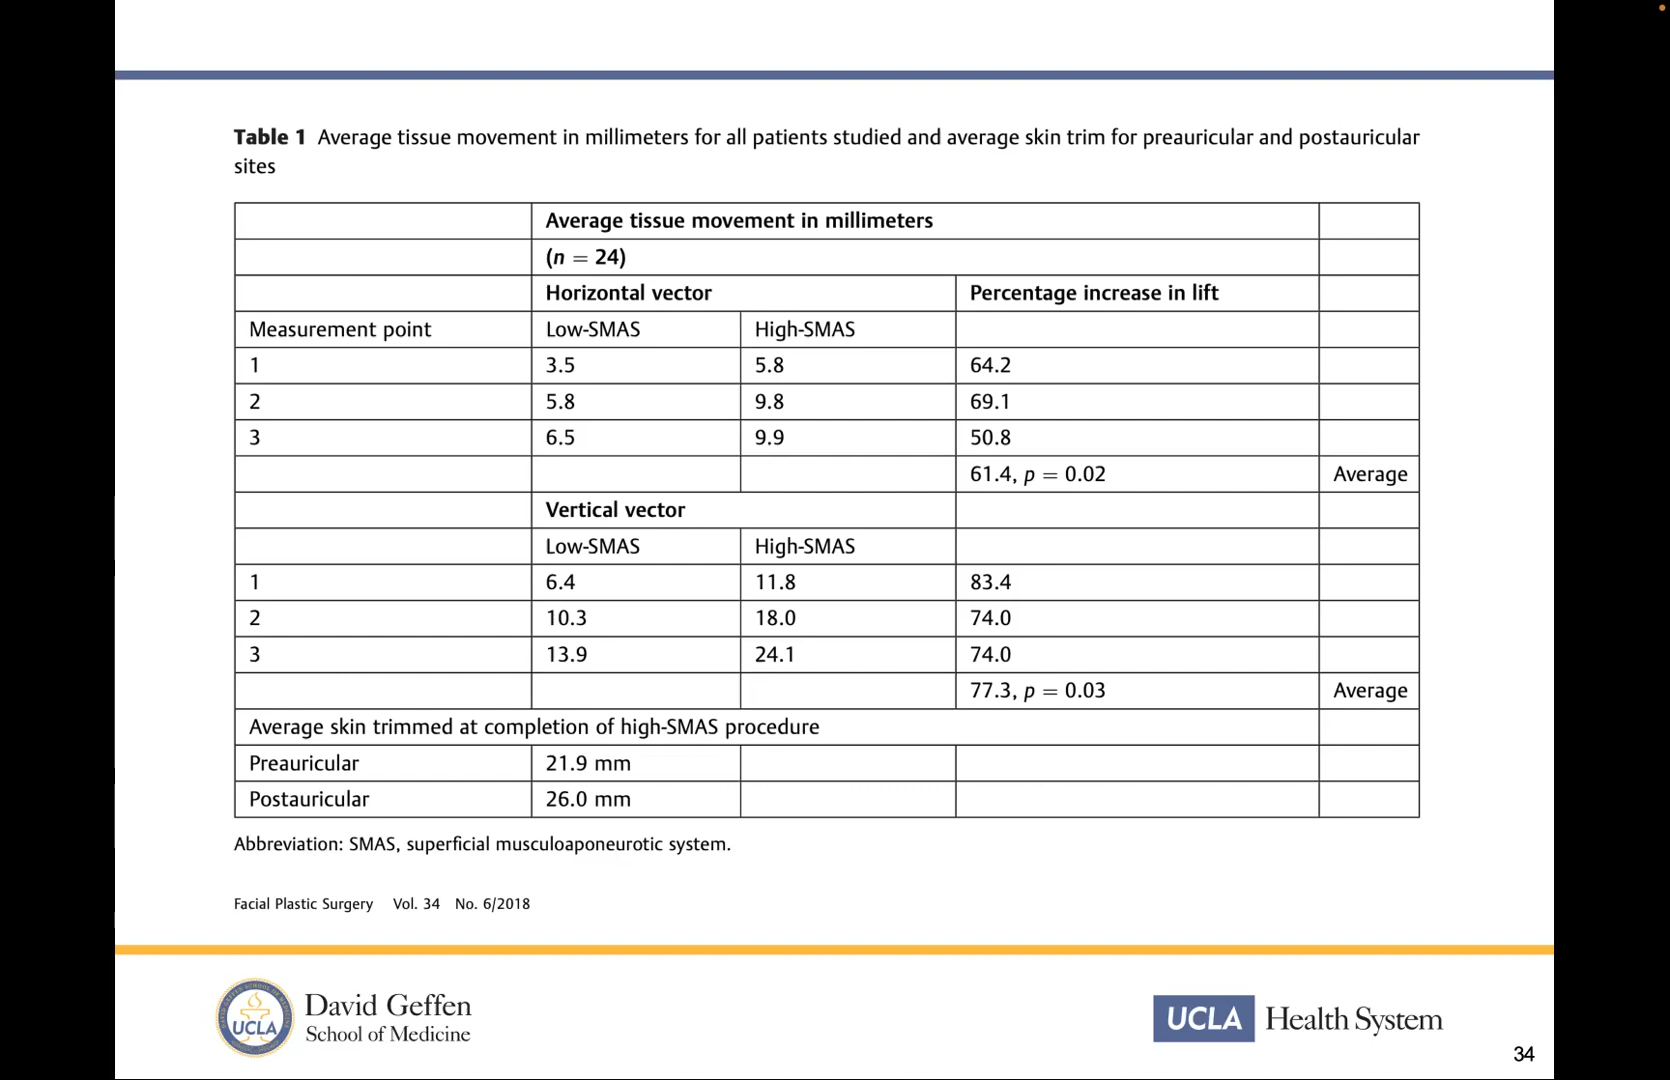 Table 1 Average tissue movement in millimeters for all patients studied and average skin trim for preauricular and postauricular
sites
Average tissue movement in millimeters
(n = 24)
Horizontal vector Percentage increase in lift
Measurement point Low-SMAS High-SMAS
1 3.5 5.8 64.2
2 5.8 9.8 69.1
3 6.5 9.9 50.8
61.4, p = 0.02 Average
Vertical vector
Low-SMAS High-SMAS
1 6.4 11.8 83.4
2 10.3 18.0 74.0
3 13.9 24.1 74.0
77.3, p = 0.03 Average
Average skin trimmed at completion of high-SMAS procedure
Preauricular 21.9 mm
Postauricular 26.0 mm
Abbreviation: SMAS, superficial musculoaponeurotic system.
Facial Plastic Surgery Vol. 34 No. 6/2018
UCLA
David Geffen
School of Medicine
UCLA Health System
34